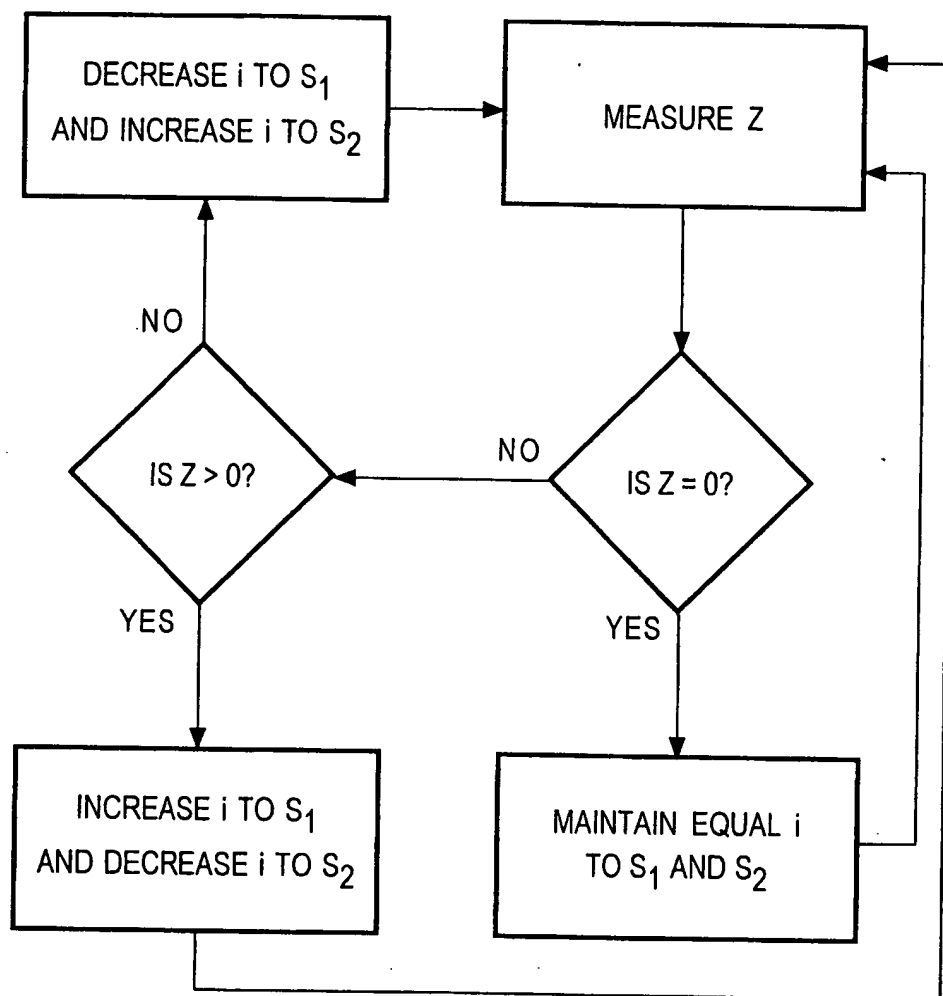 DECREASE i TO S1
AND INCREASE i TO S2
MEASURE Z
NO
IS Z > 0?
NO
IS Z = 0?
YES
YES
INCREASE i TO S1
AND DECREASE i TO S2
MAINTAIN EQUAL i
TO S1 AND S2